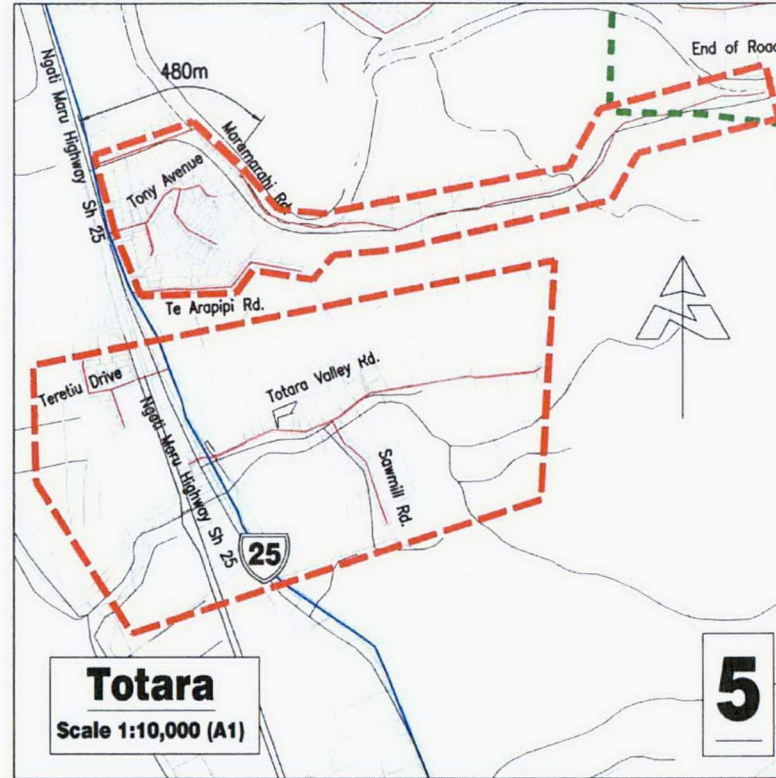 End of Road
480m
Ngati Maru Highway Sh 25
Maramarahi Rd.
Tony Avenue
Te Arapipi Rd.
Teretiu Drive
Totara Valley Rd.
Ngati Maru Highway Sh 25
Sawmill Rd.
25
Totara
Scale 1:10,000 (A1)
5